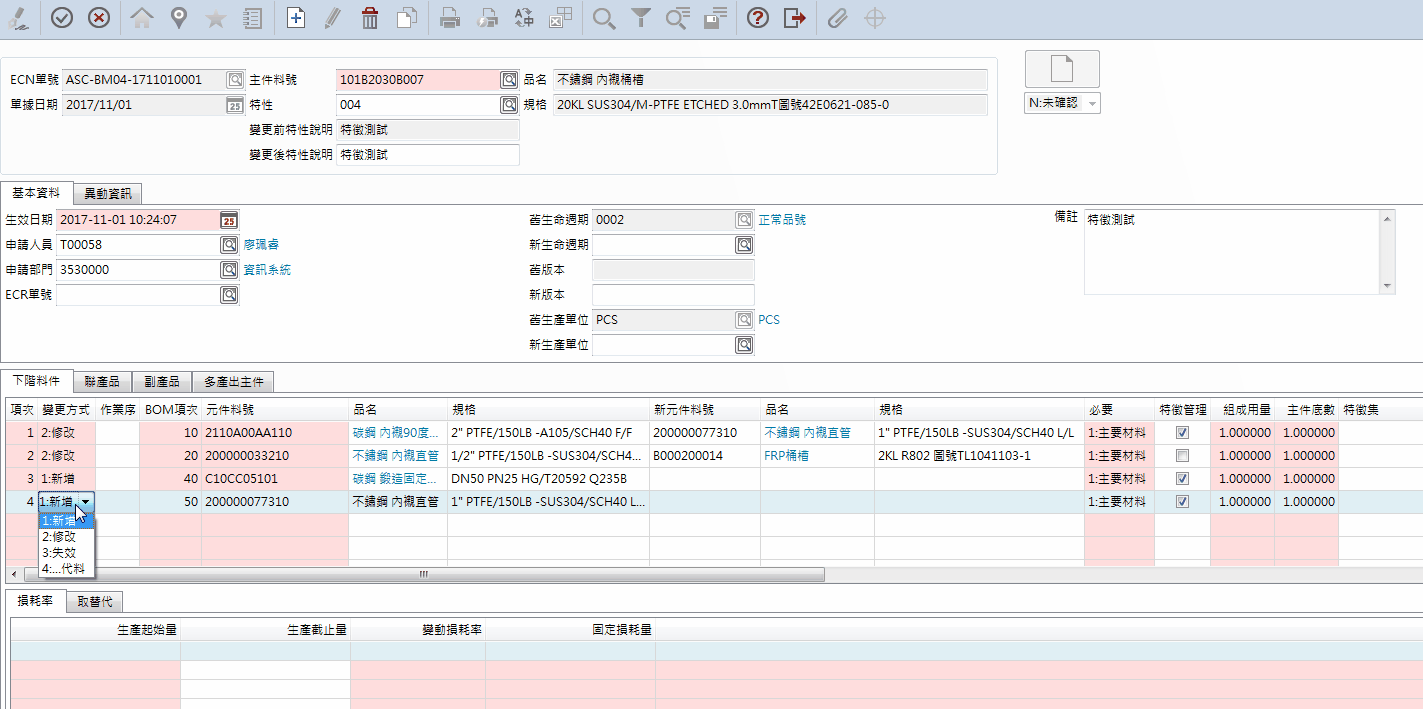 ECN單號 ASC-BM04-1711010001 主件料號 101B2030B007 品名 不鏽鋼 內襯桶槽
單據日期 2017/11/01 25 特性 004 規格 20KL SUS304/M-PTFE ETCHED 3.0mmT圖號42E0621-085-0 N:未確認
變更前特性說明 特徵測試
變更後特性說明 特徵測試
基本資料 異動資訊
生效日期 2017-11-01 10:24:07 25 舊生命週期 0002 正常品號 備註 特徵測試
申請人員 T00058 廖珮睿 新生命週期
申請部門 3530000 資訊系統 舊版本
ECR單號 新版本
舊生產單位 PCS PCS
新生產單位
下階料件 聯產品 副產品 多產出主件
項次 變更方式 作業序 BOM項次 元件料號 品名 規格 新元件料號 品名 規格 必要 特徵管理 組成用量 主件底數 特徵集
1 2:修改 10 2110A00AA110 碳鋼 內襯90度... 2" PTFE/150LB -A105/SCH40 F/F 200000077310 不鏽鋼 內襯直管 1" PTFE/150LB -SUS304/SCH40 L/L 1:主要材料 1.000000 1.000000
2 2:修改 20 200000033210 不鏽鋼 內襯直管 1/2" PTFE/150LB -SUS304/SCH4... B000200014 FRP桶槽 2KL R802 圖號TL1041103-1 1:主要材料 1.000000 1.000000
3 1:新增 40 C10CC05101 碳鋼 鍛造固定... DN50 PN25 HG/T20592 Q235B 1:主要材料 1.000000 1.000000
4 1:新增 50 200000077310 不鏽鋼 內襯直管 1" PTFE/150LB -SUS304/SCH40 L... 1:主要材料 1.000000 1.000000
1:新增
2:修改
3:失效
4:...代料
損耗率 取替代
生產起始量 生產截止量 變動損耗率 固定損耗量